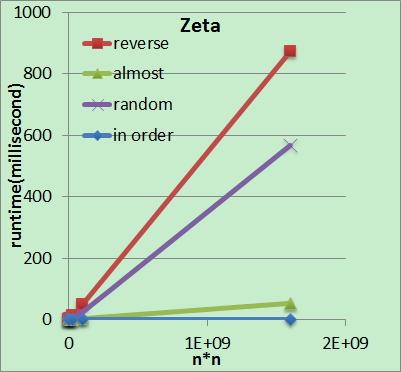 Zeta
1000
800
600
400
200
0
runtime(millisecond)
reverse
almost
random
in order
0
1E+09
2E+09
n*n